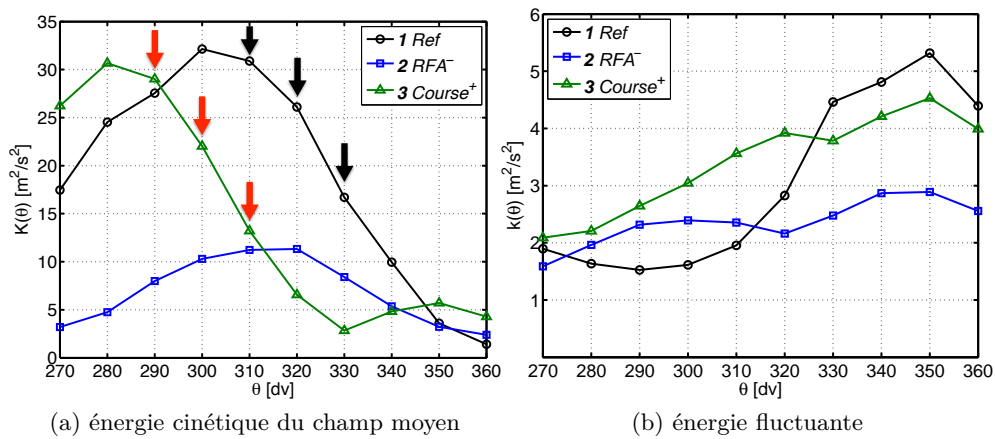 35
30
25
20
15
10
5
0
K(θ) [m²/s²]
270 280 290 300 310 320 330 340 350 360
θ [dv]
1 Ref
2 RFA⁻
3 Course⁺
(a) énergie cinétique du champ moyen
6
5
4
3
2
1
k(θ) [m²/s²]
270 280 290 300 310 320 330 340 350 360
θ [dv]
1 Ref
2 RFA⁻
3 Course⁺
(b) énergie fluctuante